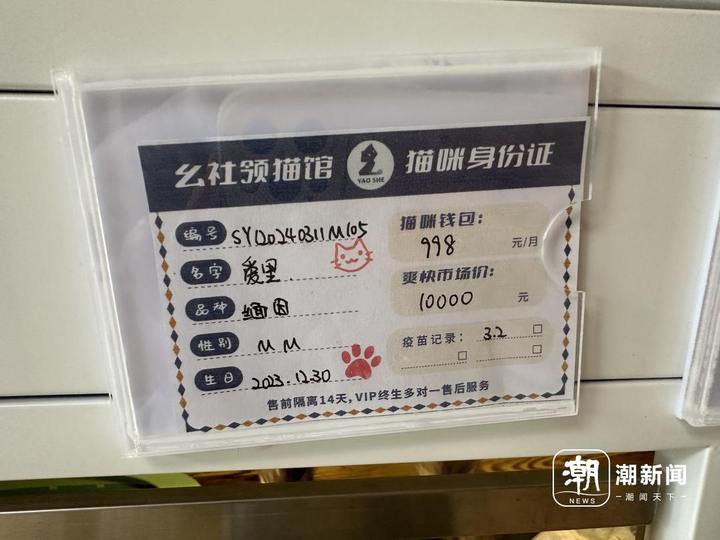 幺社领猫馆
YAO SHE
猫咪身份证
编号 SY120240311M105
名字 爱里
品种 缅因
性别 MM
生日 2023.12.30
猫咪钱包:
998 元/月
爽快市场价:
10000 元
疫苗记录: 3.2 □
□ □
售前隔离14天, VIP终生多对一售后服务
潮 NEWS
潮新闻
潮闻天下